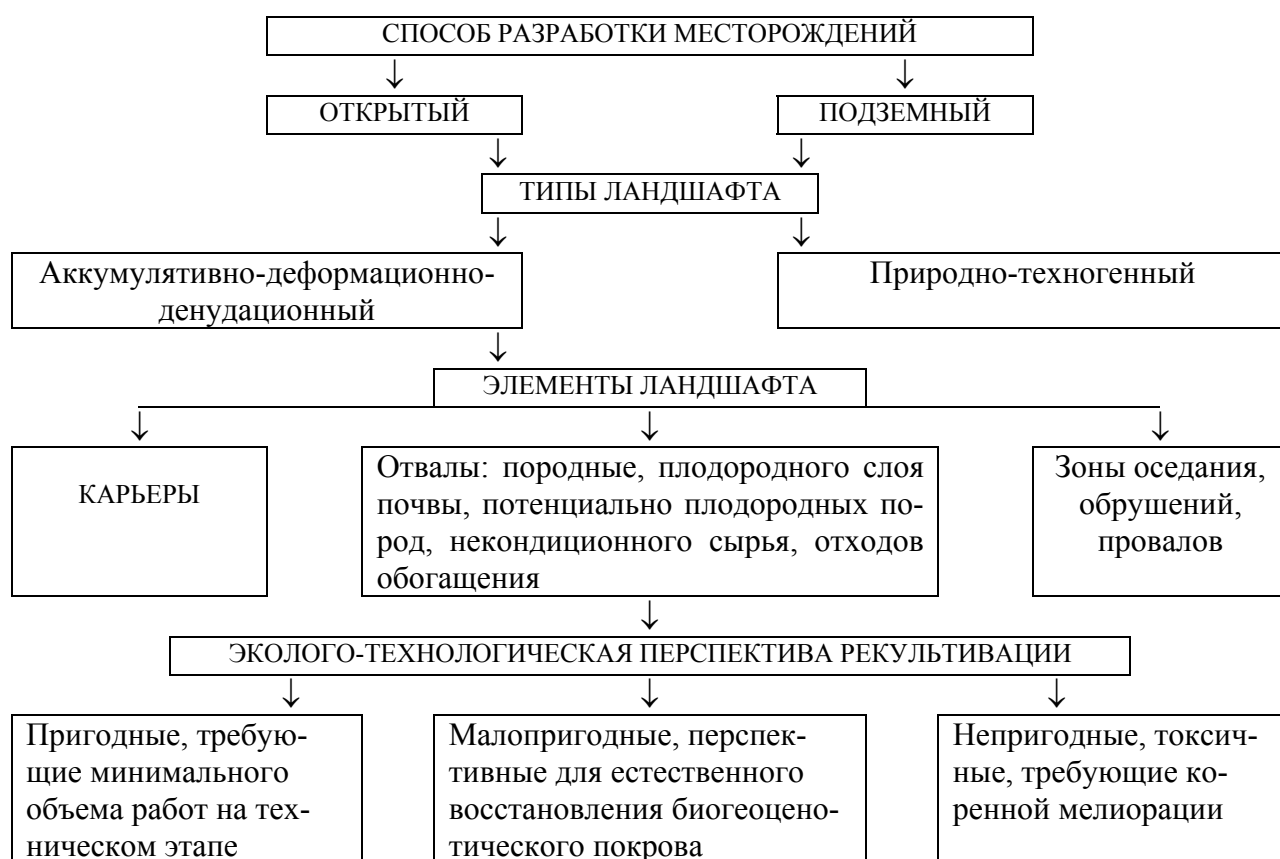 СПОСОБ РАЗРАБОТКИ МЕСТОРОЖДЕНИЙ
ОТКРЫТЫЙ
ПОДЗЕМНЫЙ
ТИПЫ ЛАНДШАФТА
Аккумулятивно-деформационно-
денудационный
Природно-техногенный
ЭЛЕМЕНТЫ ЛАНДШАФТА
КАРЬЕРЫ
Отвалы: породные, плодородного слоя
почвы, потенциально плодородных по-
род, некондиционного сырья, отходов
обогащения
Зоны оседания,
обрушений,
провалов
ЭКОЛОГО-ТЕХНОЛОГИЧЕСКАЯ ПЕРСПЕКТИВА РЕКУЛЬТИВАЦИИ
Пригодные, требую-
щие минимального
объема работ на тех-
ническом этапе
Малопригодные, перспек-
тивные для естественного
восстановления биогеоцено-
тического покрова
Непригодные, токсич-
ные, требующие ко-
ренной мелиорации